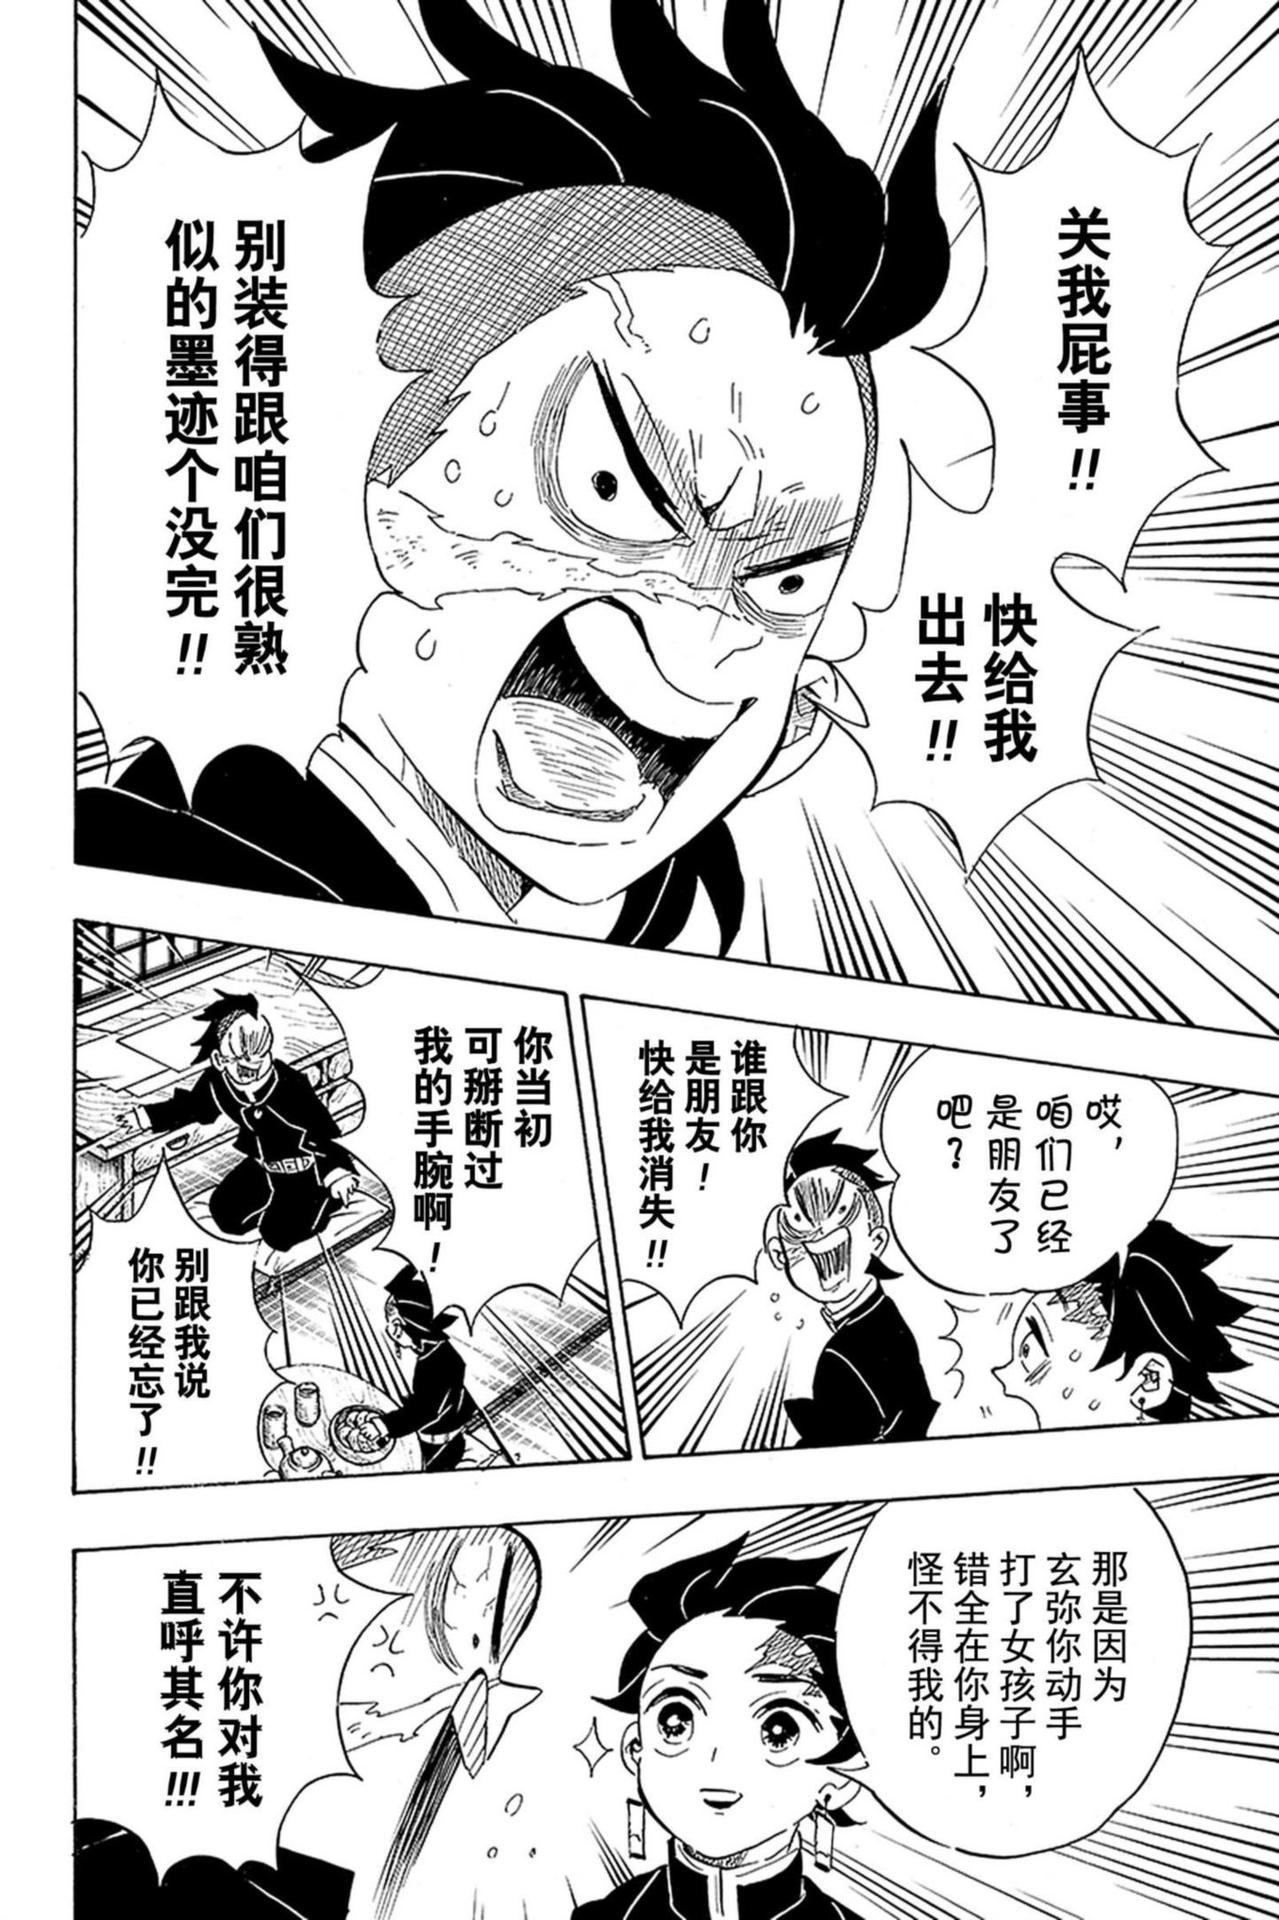 关我屁事!!
快给我
出去!!
别装得跟咱们很熟
似的墨迹个没完!!
哎，
咱们已经
是朋友了
吧？
谁跟你
是朋友！
快给我消失!!
你当初
可掰断过
我的手腕啊！
别跟我说
你已经忘了!!
那是因为
玄弥你动手
打了女孩子啊，
错全在你身上，
怪不得我的。
不许你对我
直呼其名!!!